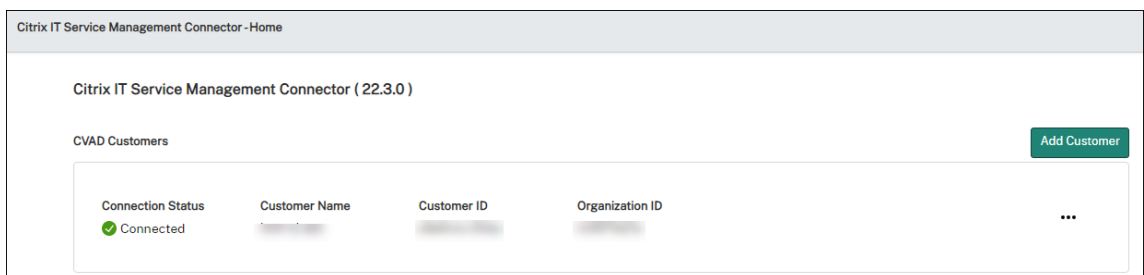 Citrix IT Service Management Connector - Home
Citrix IT Service Management Connector ( 22.3.0 )
CVAD Customers
Add Customer
Connection Status Customer Name Customer ID Organization ID
Connected